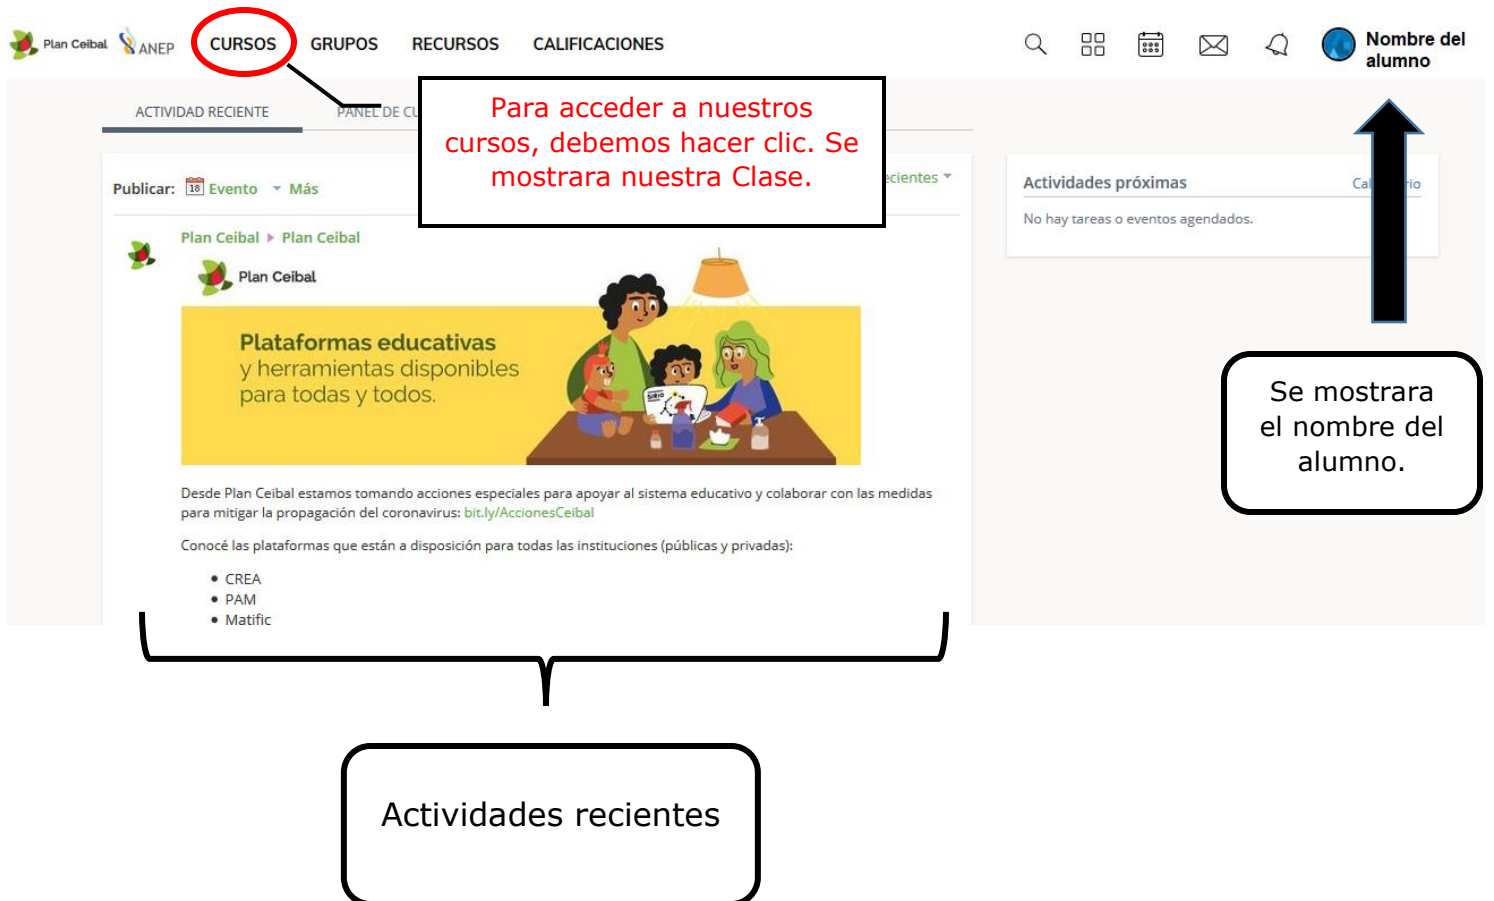 Plan Ceibal ANEP CURSOS GRUPOS RECURSOS CALIFICACIONES
Nombre del
alumno
ACTIVIDAD RECIENTE PANEL DE
Para acceder a nuestros
cursos, debemos hacer clic. Se
mostrara nuestra Clase.
Publicar: 18 Evento Más
Actividades próximas
No hay tareas o eventos agendados.
Plan Ceibal Plan Ceibal
Plan Ceibal
Plataformas educativas
y herramientas disponibles
para todas y todos.
SIRIO
Se mostrara
el nombre del
alumno.
Desde Plan Ceibal estamos tomando acciones especiales para apoyar al sistema educativo y colaborar con las medidas
para mitigar la propagación del coronavirus: bit.ly/AccionesCeibal
Conocé las plataformas que están a disposición para todas las instituciones (públicas y privadas):
• CREA
• PAM
• Matific
Actividades recientes